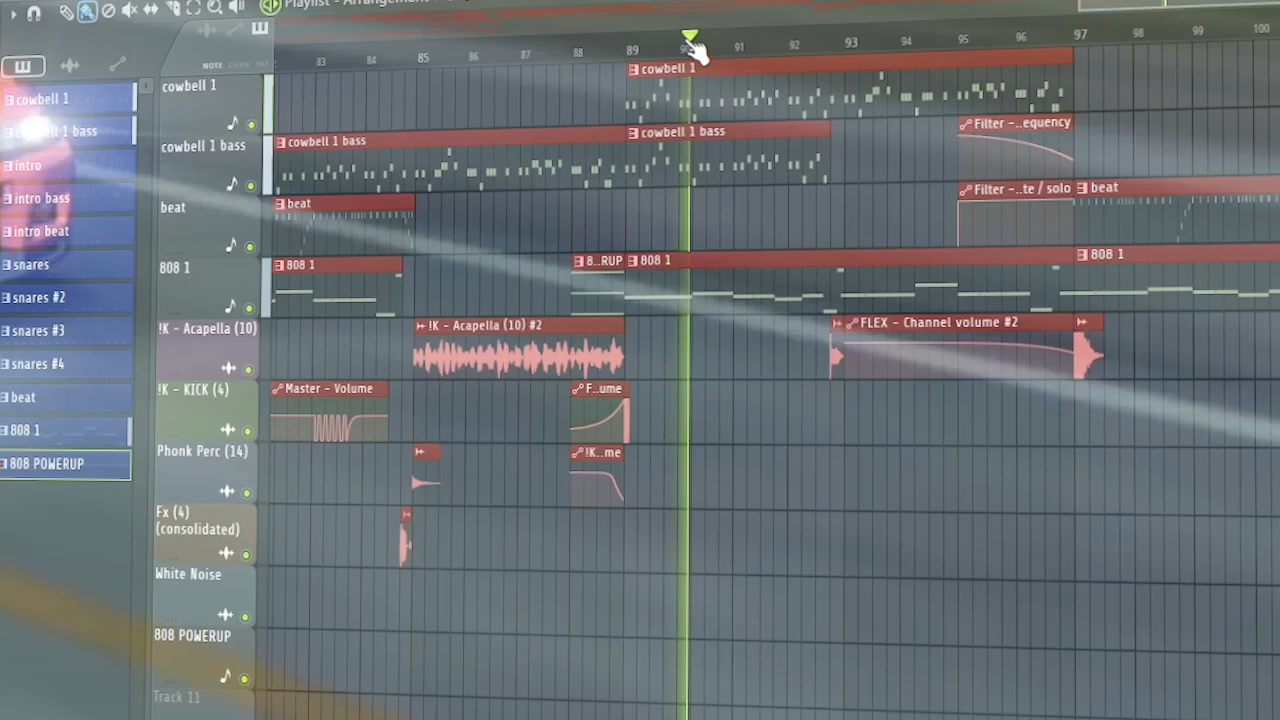 Playlist - Arrangement
NOTE CHAN PAT
83 84 85 86 87 88 89 90 91 92 93 94 95 96 97 98 99 100
cowbell 1
cowbell 1 bass
intro
intro bass
intro beat
snares
snares #2
snares #3
snares #4
beat
808 1
808 POWERUP
cowbell 1
cowbell 1
cowbell 1 bass
cowbell 1 bass
cowbell 1 bass
Filter -..equency
beat
beat
Filter -..te / solo
beat
808 1
808 1
8..RUP
808 1
808 1
!K - Acapella (10)
!K - Acapella (10) #2
FLEX - Channel volume #2
!K - KICK (4)
Master - Volume
F..ume
Phonk Perc (14)
!K..me
Fx (4)
(consolidated)
White Noise
808 POWERUP
Track 11